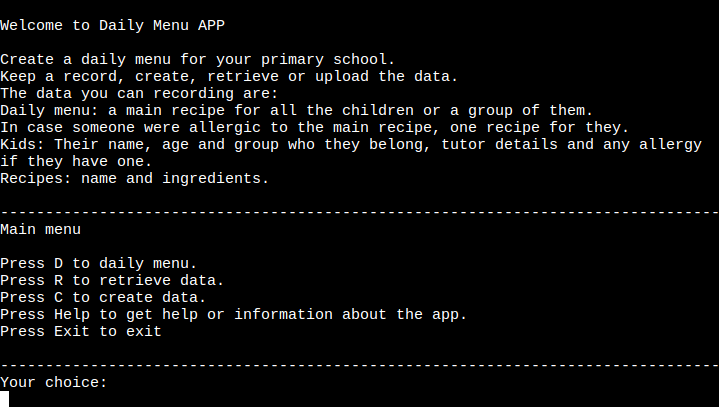 Welcome to Daily Menu APP
Create a daily menu for your primary school.
Keep a record, create, retrieve or upload the data.
The data you can recording are:
Daily menu: a main recipe for all the children or a group of them.
In case someone were allergic to the main recipe, one recipe for they.
Kids: Their name, age and group who they belong, tutor details and any allergy
if they have one.
Recipes: name and ingredients.
--------------------------------------------------------------------------------
Main menu
Press D to daily menu.
Press R to retrieve data.
Press C to create data.
Press Help to get help or information about the app.
Press Exit to exit
--------------------------------------------------------------------------------
Your choice: